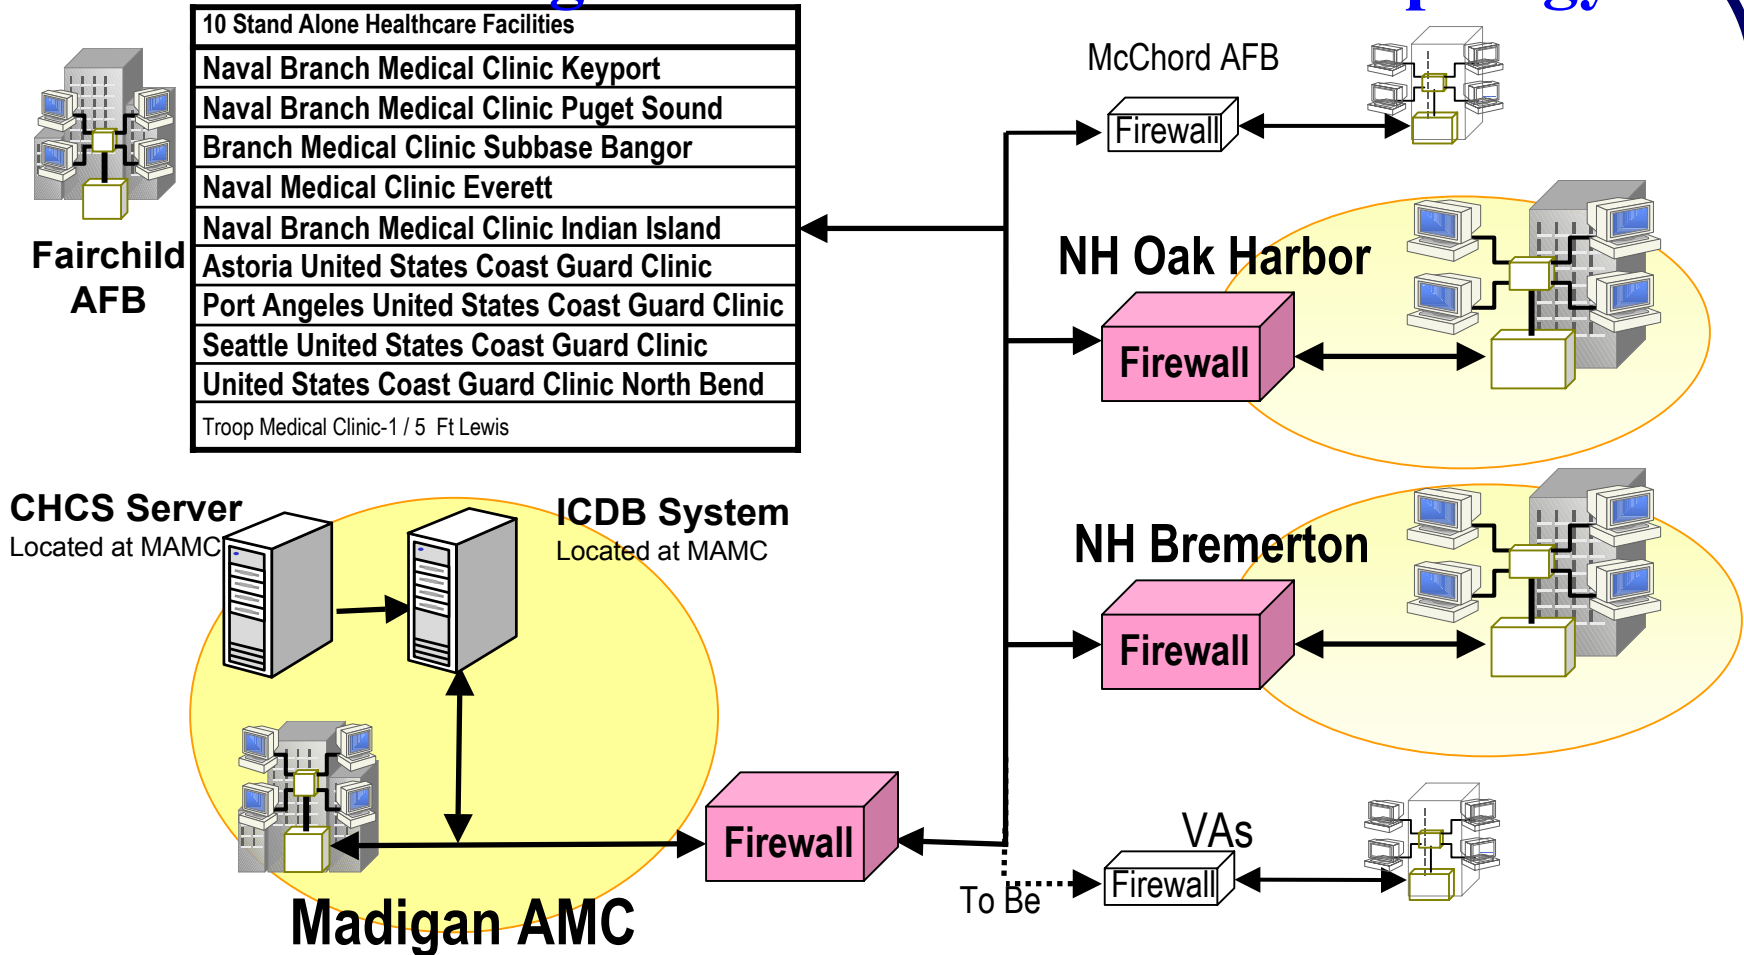 10 Stand Alone Healthcare Facilities
Naval Branch Medical Clinic Keyport
Naval Branch Medical Clinic Puget Sound
Branch Medical Clinic Subbase Bangor
Naval Medical Clinic Everett
Naval Branch Medical Clinic Indian Island
Astoria United States Coast Guard Clinic
Port Angeles United States Coast Guard Clinic
Seattle United States Coast Guard Clinic
United States Coast Guard Clinic North Bend
Troop Medical Clinic-1 / 5 Ft Lewis
Fairchild
AFB
McChord AFB
Firewall
NH Oak Harbor
Firewall
CHCS Server
Located at MAMC
ICDB System
Located at MAMC
NH Bremerton
Firewall
Firewall
Madigan AMC
VAs
Firewall
To Be